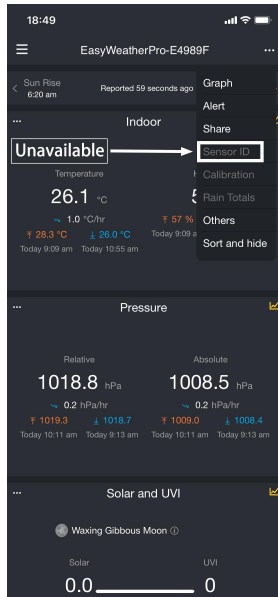 18:49
EasyWeatherPro-E4989F
Sun Rise
6:20 am
Reported 59 seconds ago
Graph
Alert
Share
Sensor ID
Calibration
Rain Totals
Others
Sort and hide
Indoor
Unavailable
Temperature
26.1 °C
1.0 °C/hr
28.3 °C 26.0 °C
57 %
Today 9:09 am Today 10:55 am
Today 9:09 a
Pressure
Relative Absolute
1018.8 hPa 1008.5 hPa
0.2 hPa/hr 0.2 hPa/hr
1019.3 1018.7 1009.0 1008.4
Today 10:11 am Today 9:13 am Today 10:11 am Today 9:13 am
Solar and UVI
Waxing Gibbous Moon
Solar UVI
0.0 0